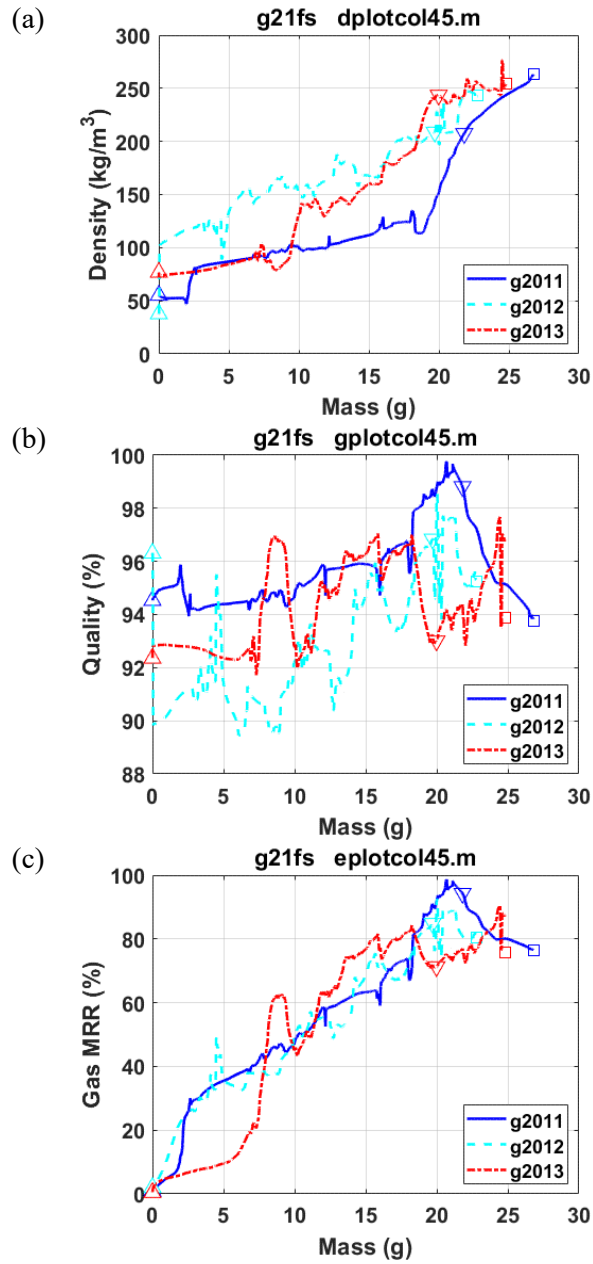 (a)
g21fs dplotcol45.m
300
250
200
150
100
50
0
Density (kg/m³)
g2011
g2012
g2013
0 5 10 15 20 25 30
Mass (g)
(b)
g21fs gplotcol45.m
100
98
96
94
92
90
88
Quality (%)
g2011
g2012
g2013
0 5 10 15 20 25 30
Mass (g)
(c)
g21fs eplotcol45.m
100
80
60
40
20
0
Gas MRR (%)
g2011
g2012
g2013
0 5 10 15 20 25 30
Mass (g)